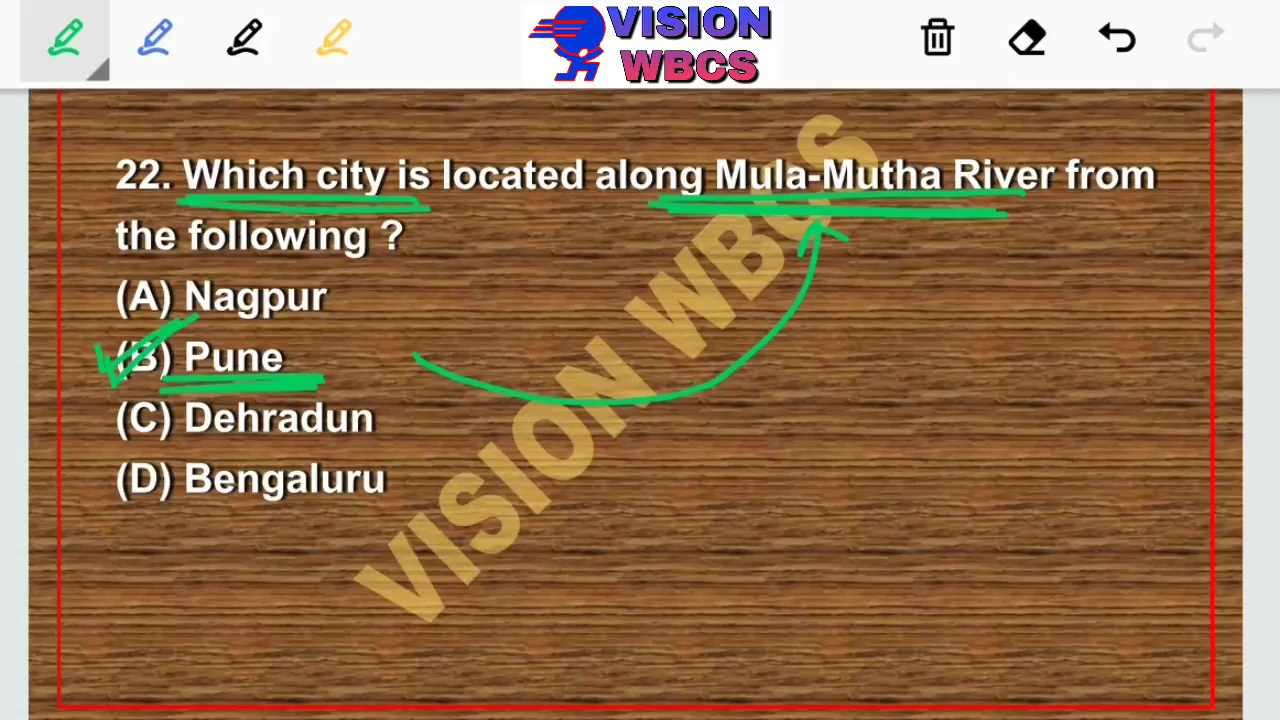 VISION
WBCS
22. Which city is located along Mula-Mutha River from
the following ?
(A) Nagpur
(B) Pune
(C) Dehradun
(D) Bengaluru
VISION WBCS